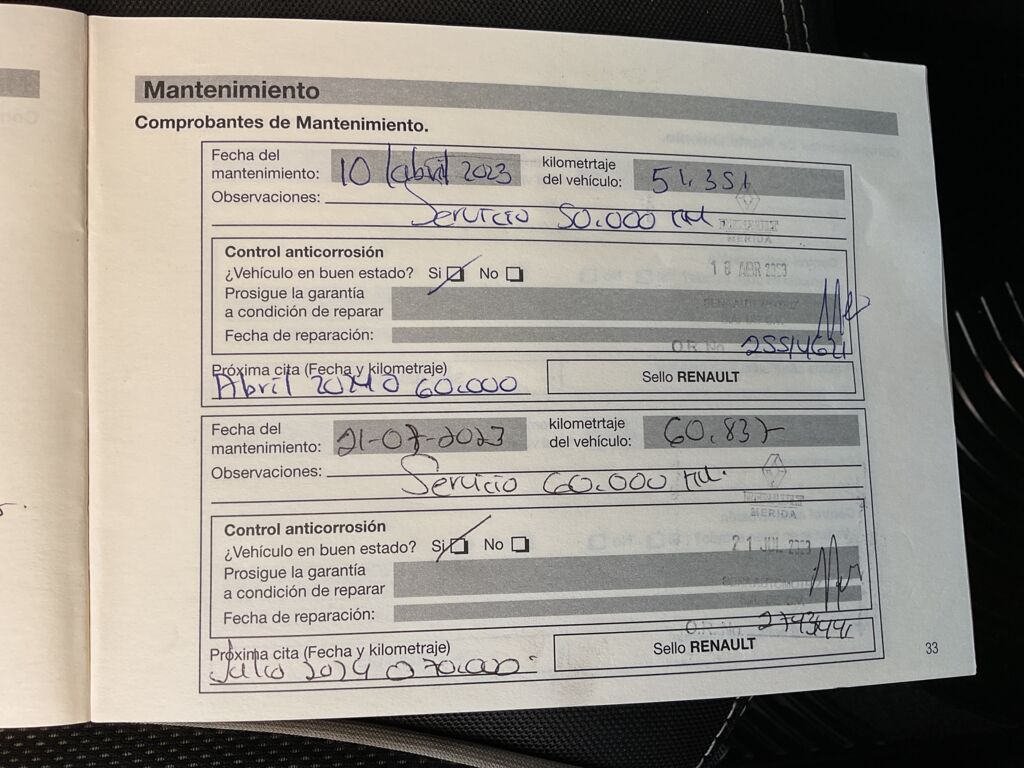 Mantenimiento
Comprobantes de Mantenimiento.
Fecha del mantenimiento: 10 /abril 2023 kilometrtaje del vehículo: 51.351
Observaciones: Servicio 50.000 KM
RENAULT
MERIDA
Control anticorrosión
¿Vehículo en buen estado? Si No
18 ABR 2023
Prosigue la garantía
a condición de reparar
Fecha de reparación:
O.R. No.
Próxima cita (Fecha y kilometraje)
Abril 2024 o 60.000
Sello RENAULT
Fecha del mantenimiento: 21-07-2023 kilometrtaje del vehículo: 60.837
Observaciones: Servicio 60.000 KM.
RENAULT
MERIDA
Control anticorrosión
¿Vehículo en buen estado? Si No
21 JUL 2023
Prosigue la garantía
a condición de reparar
Fecha de reparación:
O.R. No.
Próxima cita (Fecha y kilometraje)
Julio 2024 o 70.000.
Sello RENAULT
33